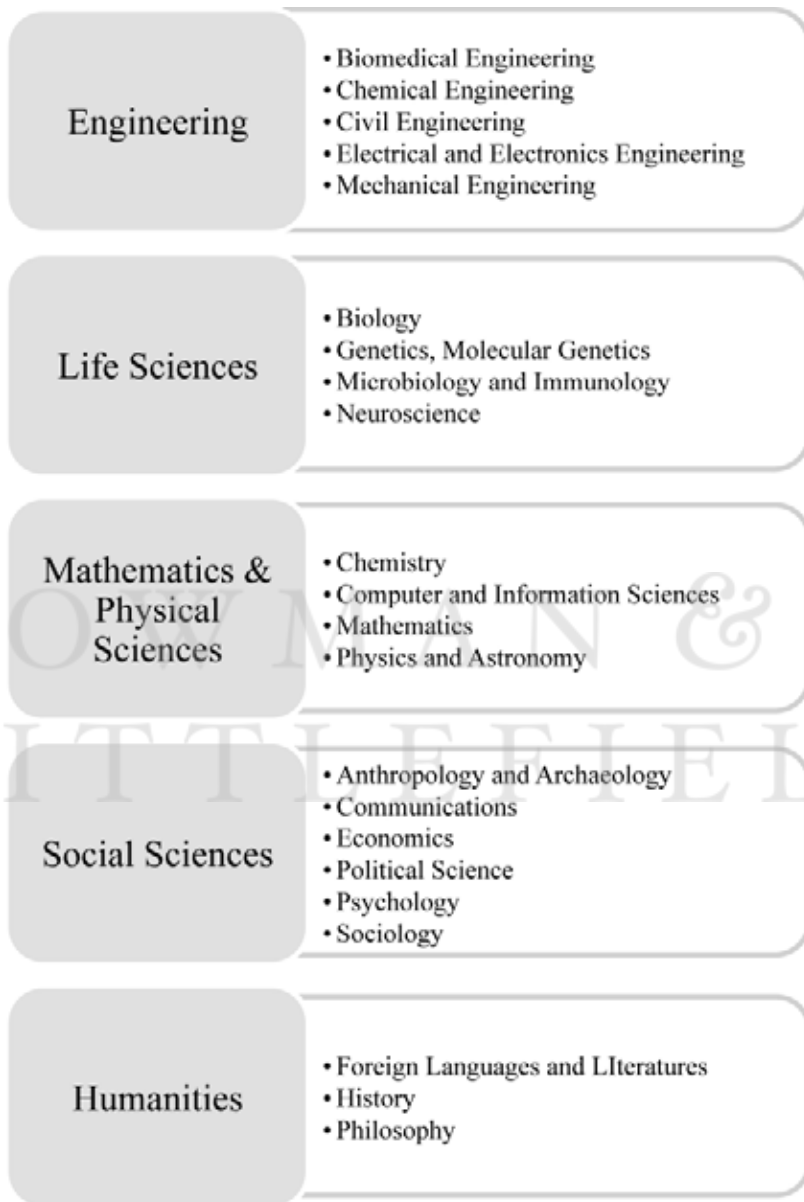 Engineering
• Biomedical Engineering
• Chemical Engineering
• Civil Engineering
• Electrical and Electronics Engineering
• Mechanical Engineering
Life Sciences
• Biology
• Genetics, Molecular Genetics
• Microbiology and Immunology
• Neuroscience
Mathematics &
Physical
Sciences
• Chemistry
• Computer and Information Sciences
• Mathematics
• Physics and Astronomy
OWMAN &
ITTLEFIEL
Social Sciences
• Anthropology and Archaeology
• Communications
• Economics
• Political Science
• Psychology
• Sociology
Humanities
• Foreign Languages and LIteratures
• History
• Philosophy